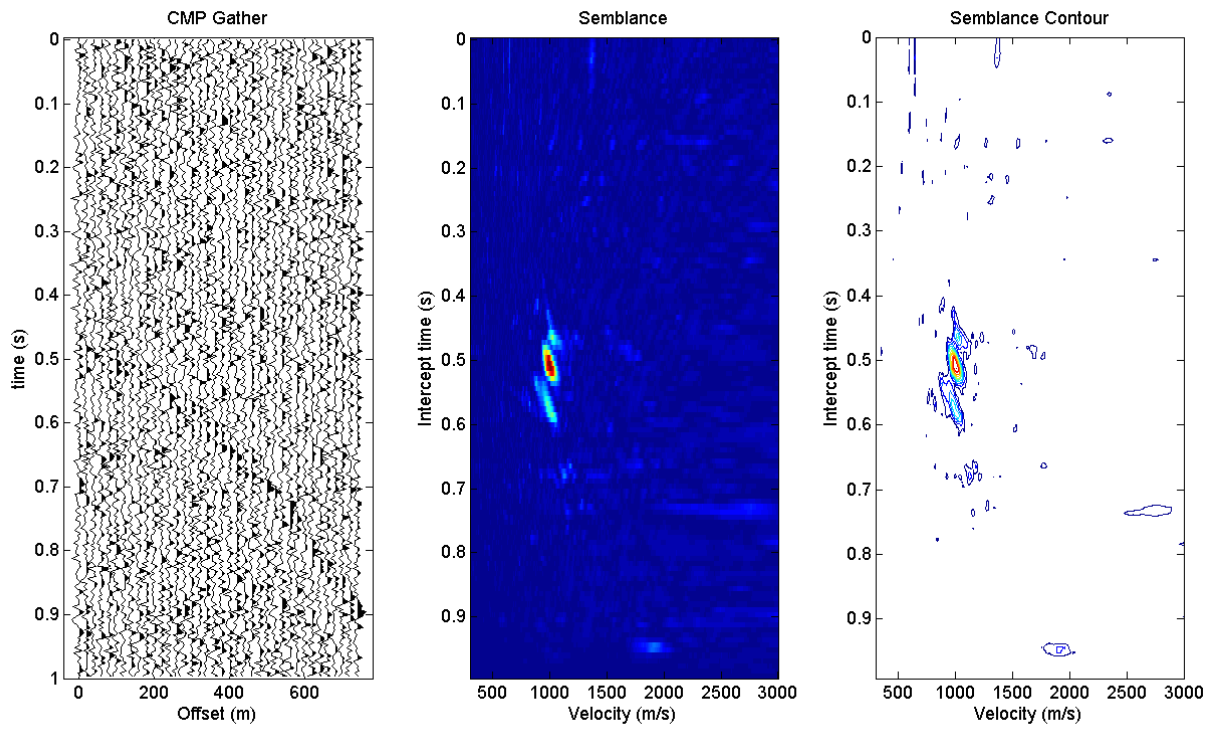 CMP Gather
0
0.1
0.2
0.3
0.4
0.5
0.6
0.7
0.8
0.9
1
time (s)
0 200 400 600
Offset (m)
Semblance
0
0.1
0.2
0.3
0.4
0.5
0.6
0.7
0.8
0.9
Intercept time (s)
500 1000 1500 2000 2500 3000
Velocity (m/s)
Semblance Contour
0
0.1
0.2
0.3
0.4
0.5
0.6
0.7
0.8
0.9
Intercept time (s)
500 1000 1500 2000 2500 3000
Velocity (m/s)